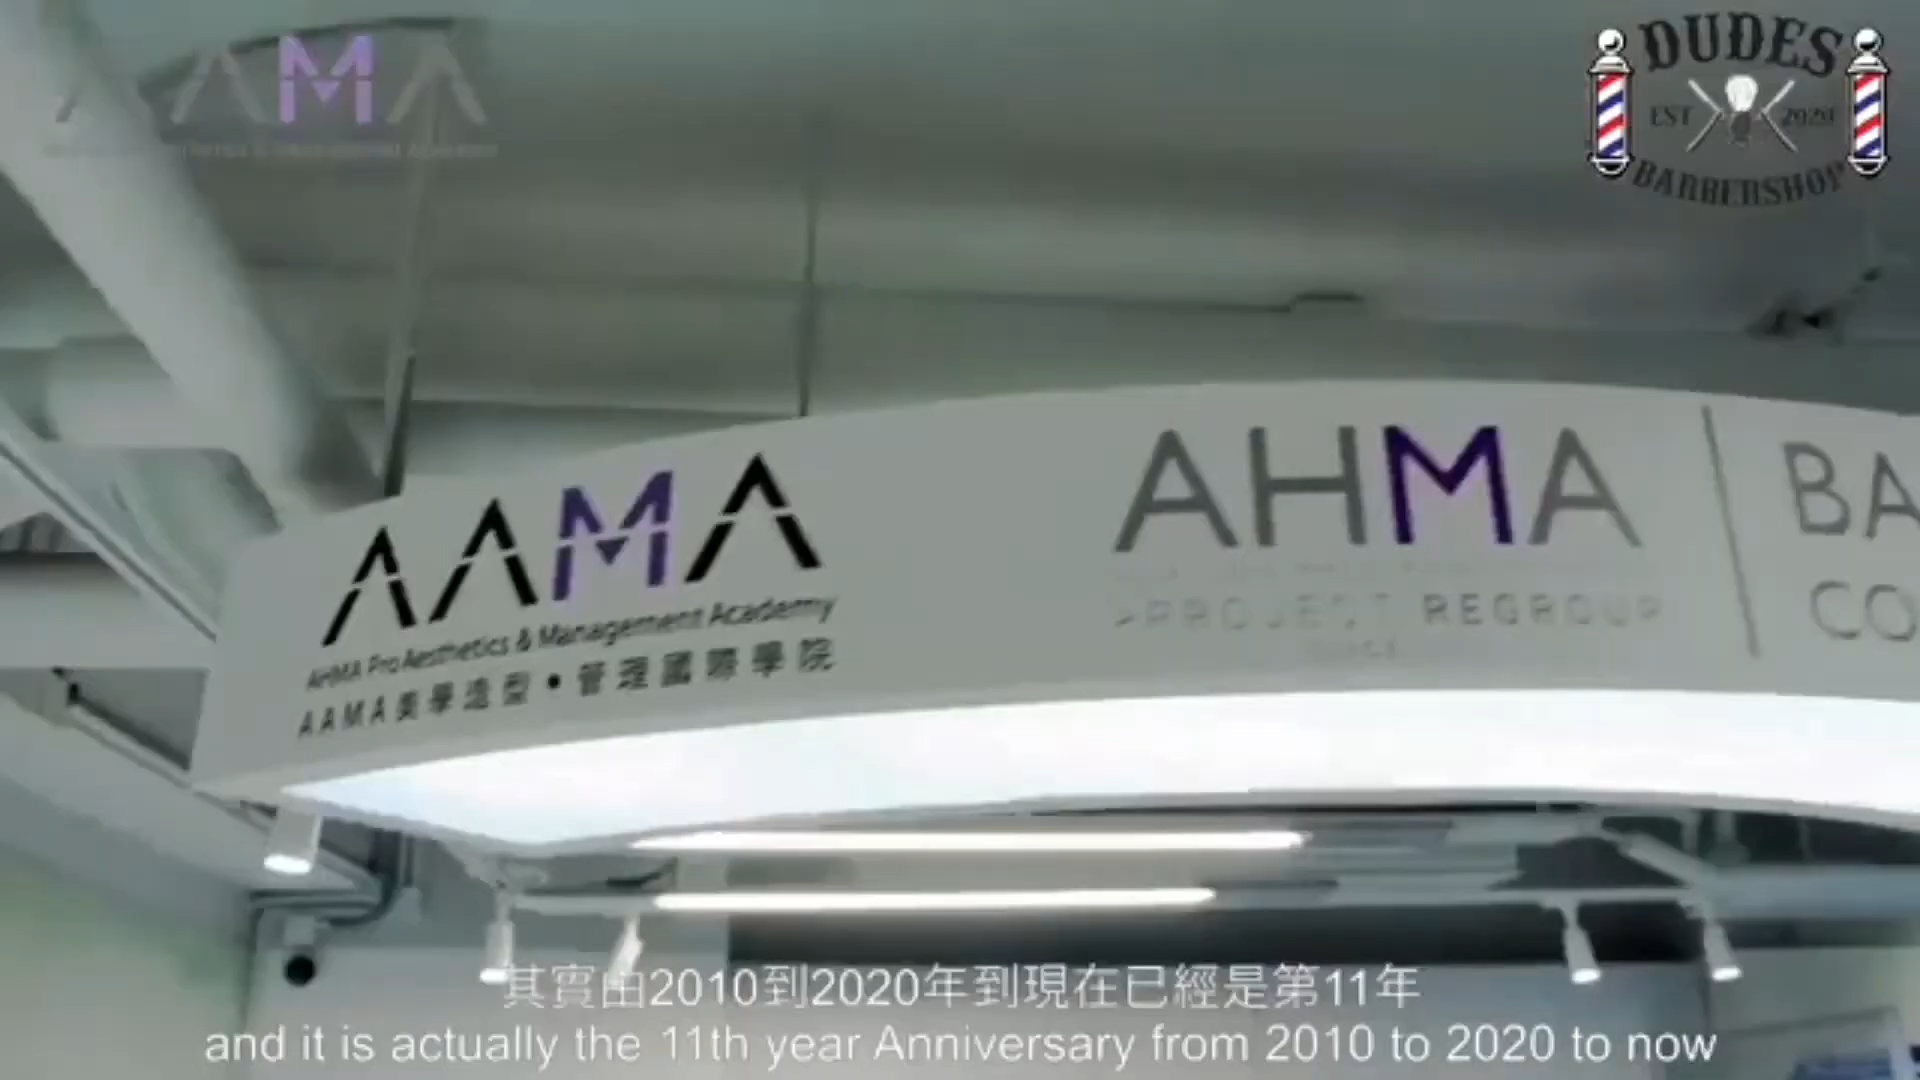 AAMA
DUDES
EST 2020
BARBERSHOP
AAMA
AHMA Pro Aesthetics & Management Academy
AAMA美學造型•管理國際學院
AHMA
>PROJECT REGROUP
BA
CO
其實由2010到2020年到現在已經是第11年
and it is actually the 11th year Anniversary from 2010 to 2020 to now